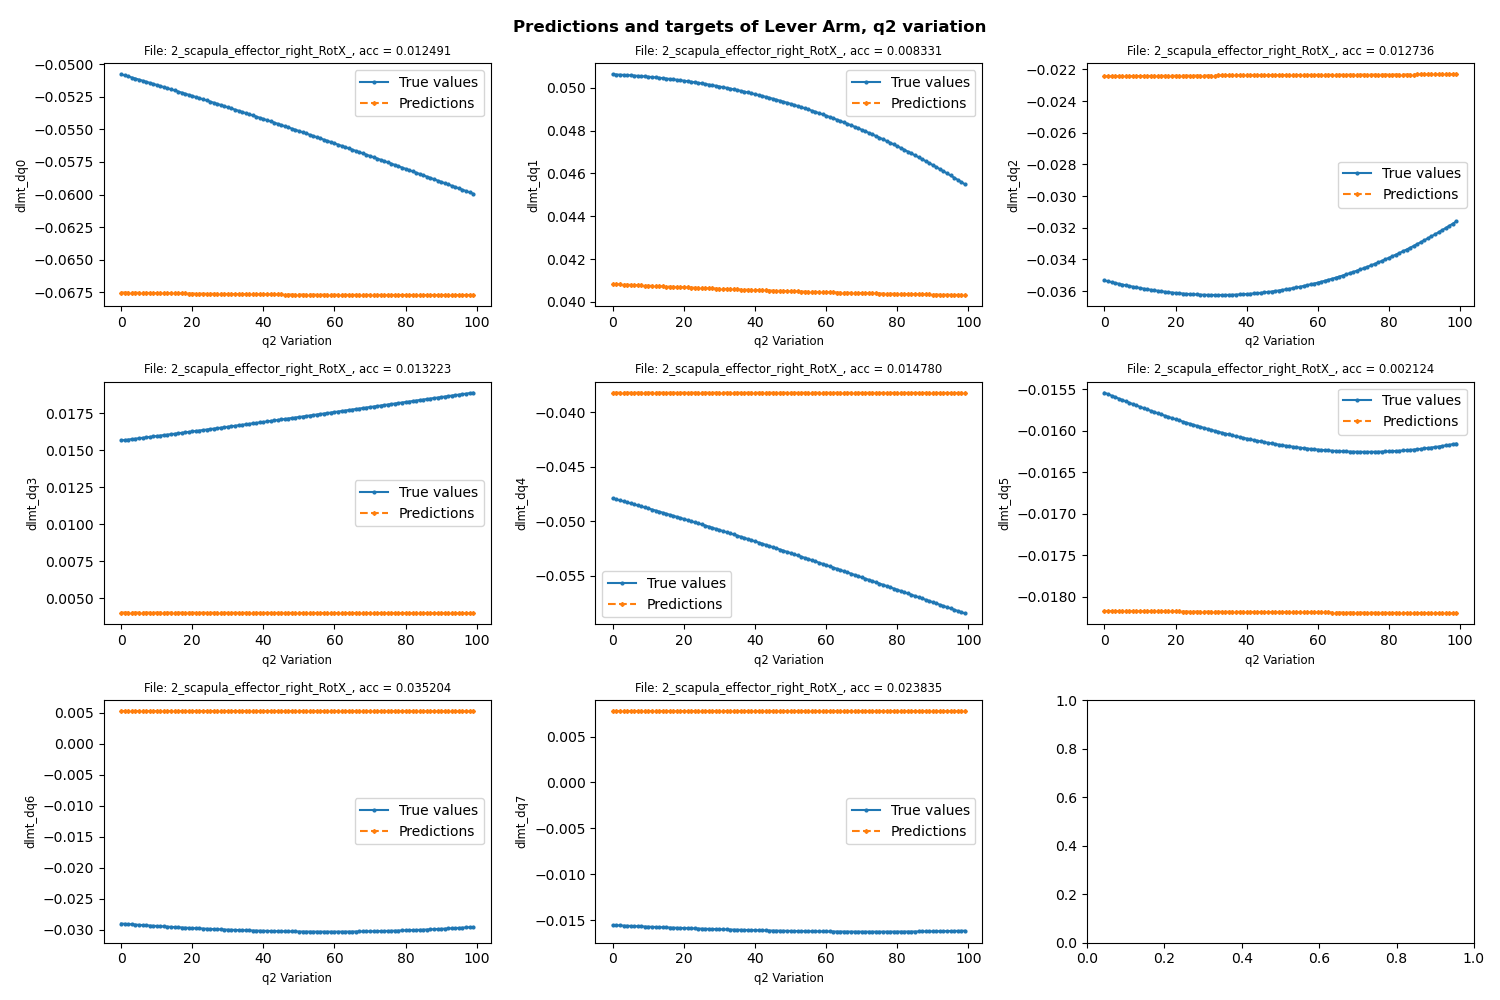 Predictions and targets of Lever Arm, q2 variation
File: 2_scapula_effector_right_RotX_, acc = 0.012491
−0.0500
−0.0525
−0.0550
−0.0575
−0.0600
−0.0625
−0.0650
−0.0675
dlmt_dq0
True values
Predictions
0 20 40 60 80 100
q2 Variation
File: 2_scapula_effector_right_RotX_, acc = 0.008331
0.050
0.048
0.046
0.044
0.042
0.040
dlmt_dq1
True values
Predictions
0 20 40 60 80 100
q2 Variation
File: 2_scapula_effector_right_RotX_, acc = 0.012736
−0.022
−0.024
−0.026
−0.028
−0.030
−0.032
−0.034
−0.036
dlmt_dq2
True values
Predictions
0 20 40 60 80 100
q2 Variation
File: 2_scapula_effector_right_RotX_, acc = 0.013223
0.0175
0.0150
0.0125
0.0100
0.0075
0.0050
dlmt_dq3
True values
Predictions
0 20 40 60 80 100
q2 Variation
File: 2_scapula_effector_right_RotX_, acc = 0.014780
−0.040
−0.045
−0.050
−0.055
dlmt_dq4
True values
Predictions
0 20 40 60 80 100
q2 Variation
File: 2_scapula_effector_right_RotX_, acc = 0.002124
−0.0155
−0.0160
−0.0165
−0.0170
−0.0175
−0.0180
dlmt_dq5
True values
Predictions
0 20 40 60 80 100
q2 Variation
File: 2_scapula_effector_right_RotX_, acc = 0.035204
0.005
0.000
−0.005
−0.010
−0.015
−0.020
−0.025
−0.030
dlmt_dq6
True values
Predictions
0 20 40 60 80 100
q2 Variation
File: 2_scapula_effector_right_RotX_, acc = 0.023835
0.005
0.000
−0.005
−0.010
−0.015
dlmt_dq7
True values
Predictions
0 20 40 60 80 100
q2 Variation
1.0
0.8
0.6
0.4
0.2
0.0
0.0 0.2 0.4 0.6 0.8 1.0